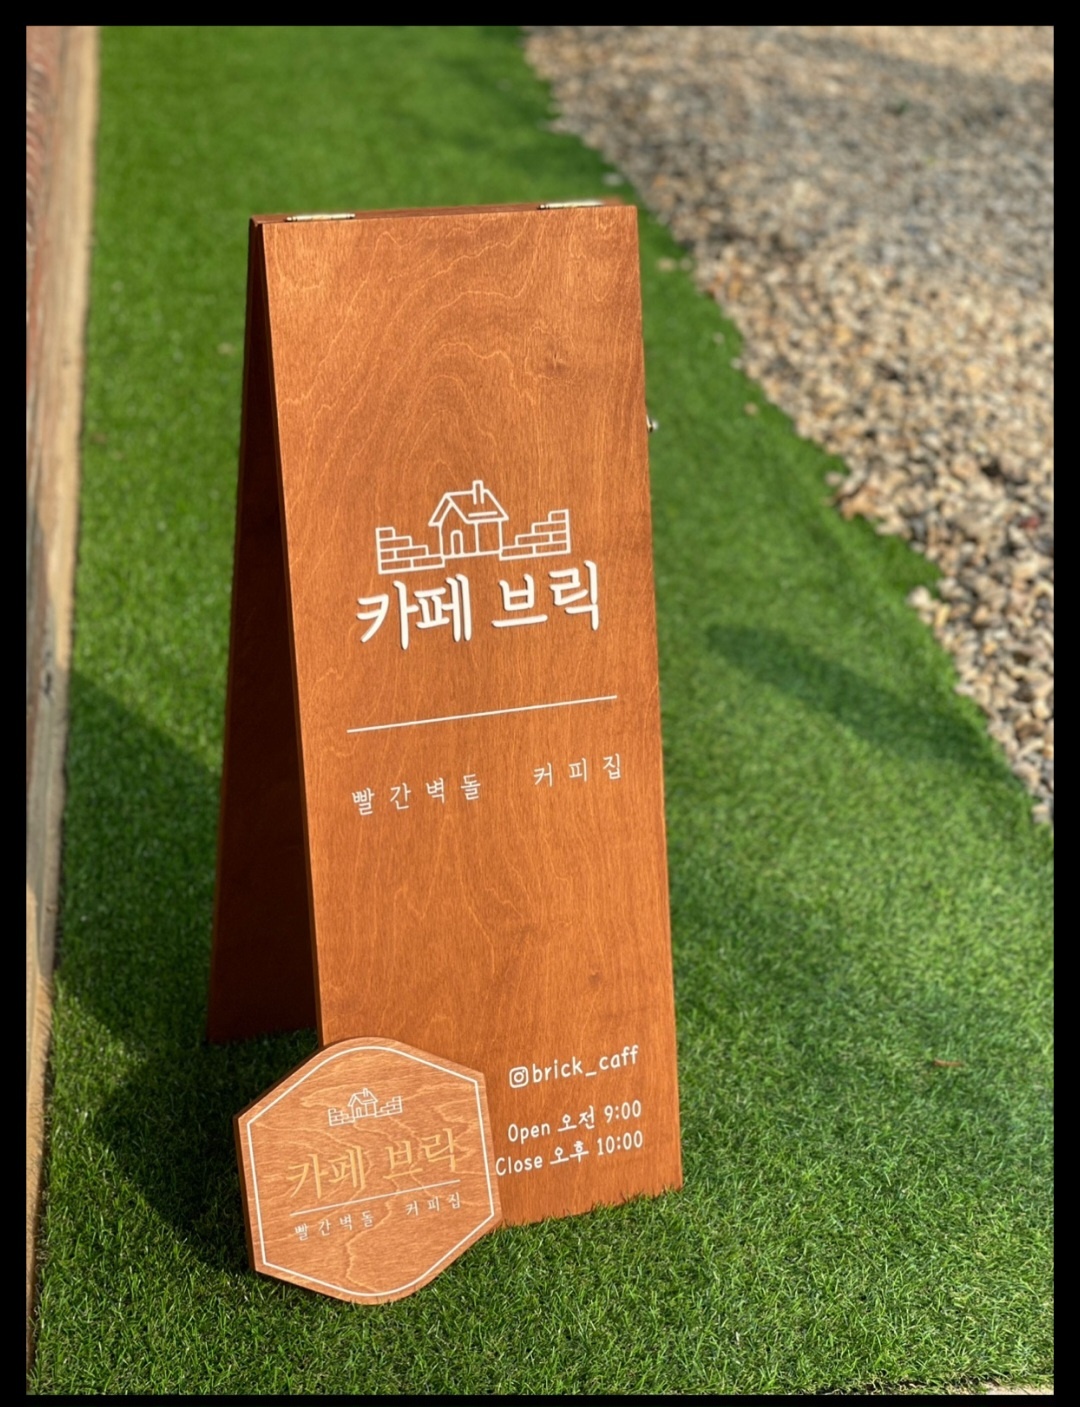 카페 브릭
빨간벽돌 커피집
@brick_caff
Open 오전 9:00
Close 오후 10:00
카페 브릭
빨간벽돌 커피집